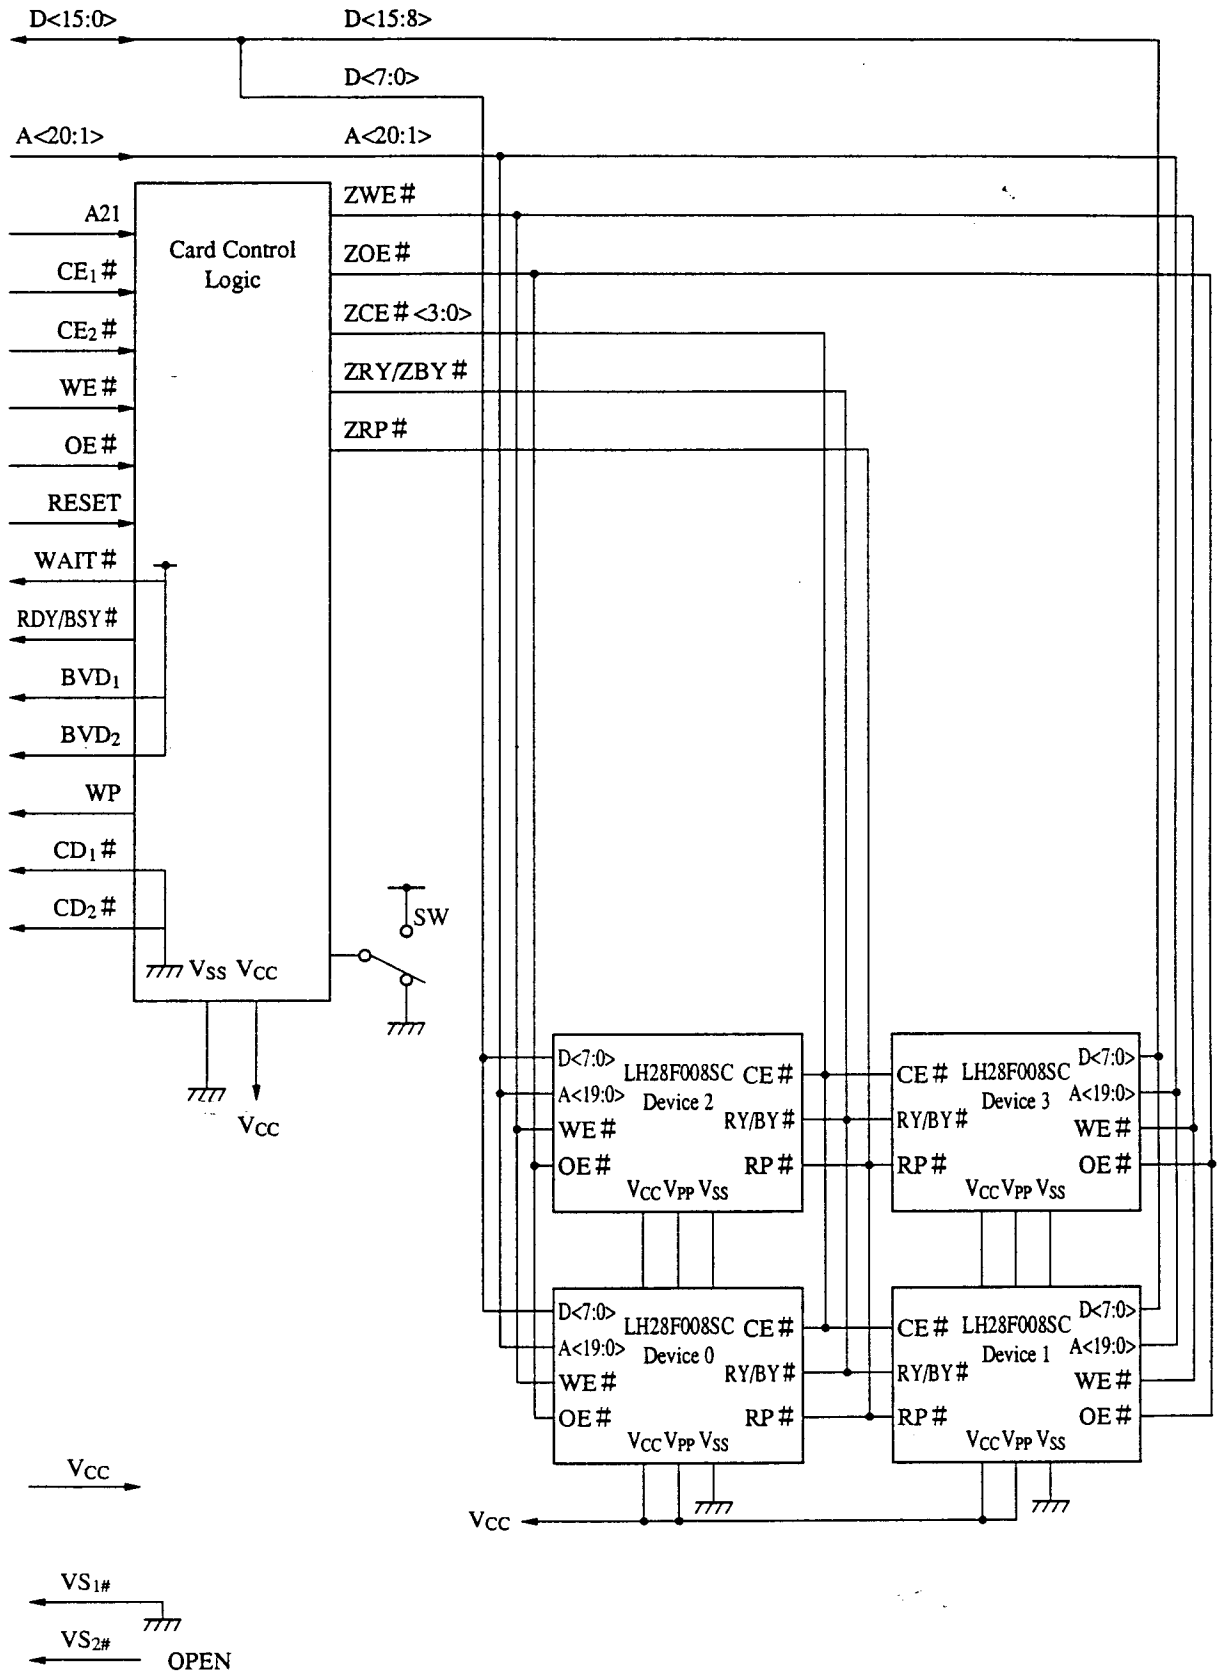 D<15:0>
D<15:8>
D<7:0>
A<20:1>
A<20:1>
A21
CE1#
CE2#
WE#
OE#
RESET
WAIT#
RDY/BSY#
BVD1
BVD2
WP
CD1#
CD2#
Card Control
Logic
VSS VCC
VCC
ZWE#
ZOE#
ZCE#<3:0>
ZRY/ZBY#
ZRP#
SW
D<7:0>
A<19:0>
WE#
OE#
LH28F008SC
Device 2
CE#
RY/BY#
RP#
VCC VPP VSS
CE#
RY/BY#
RP#
LH28F008SC
Device 3
D<7:0>
A<19:0>
WE#
OE#
VCC VPP VSS
D<7:0>
A<19:0>
WE#
OE#
LH28F008SC
Device 0
CE#
RY/BY#
RP#
VCC VPP VSS
CE#
RY/BY#
RP#
LH28F008SC
Device 1
D<7:0>
A<19:0>
WE#
OE#
VCC VPP VSS
VCC
VCC
VS1#
VS2#
OPEN